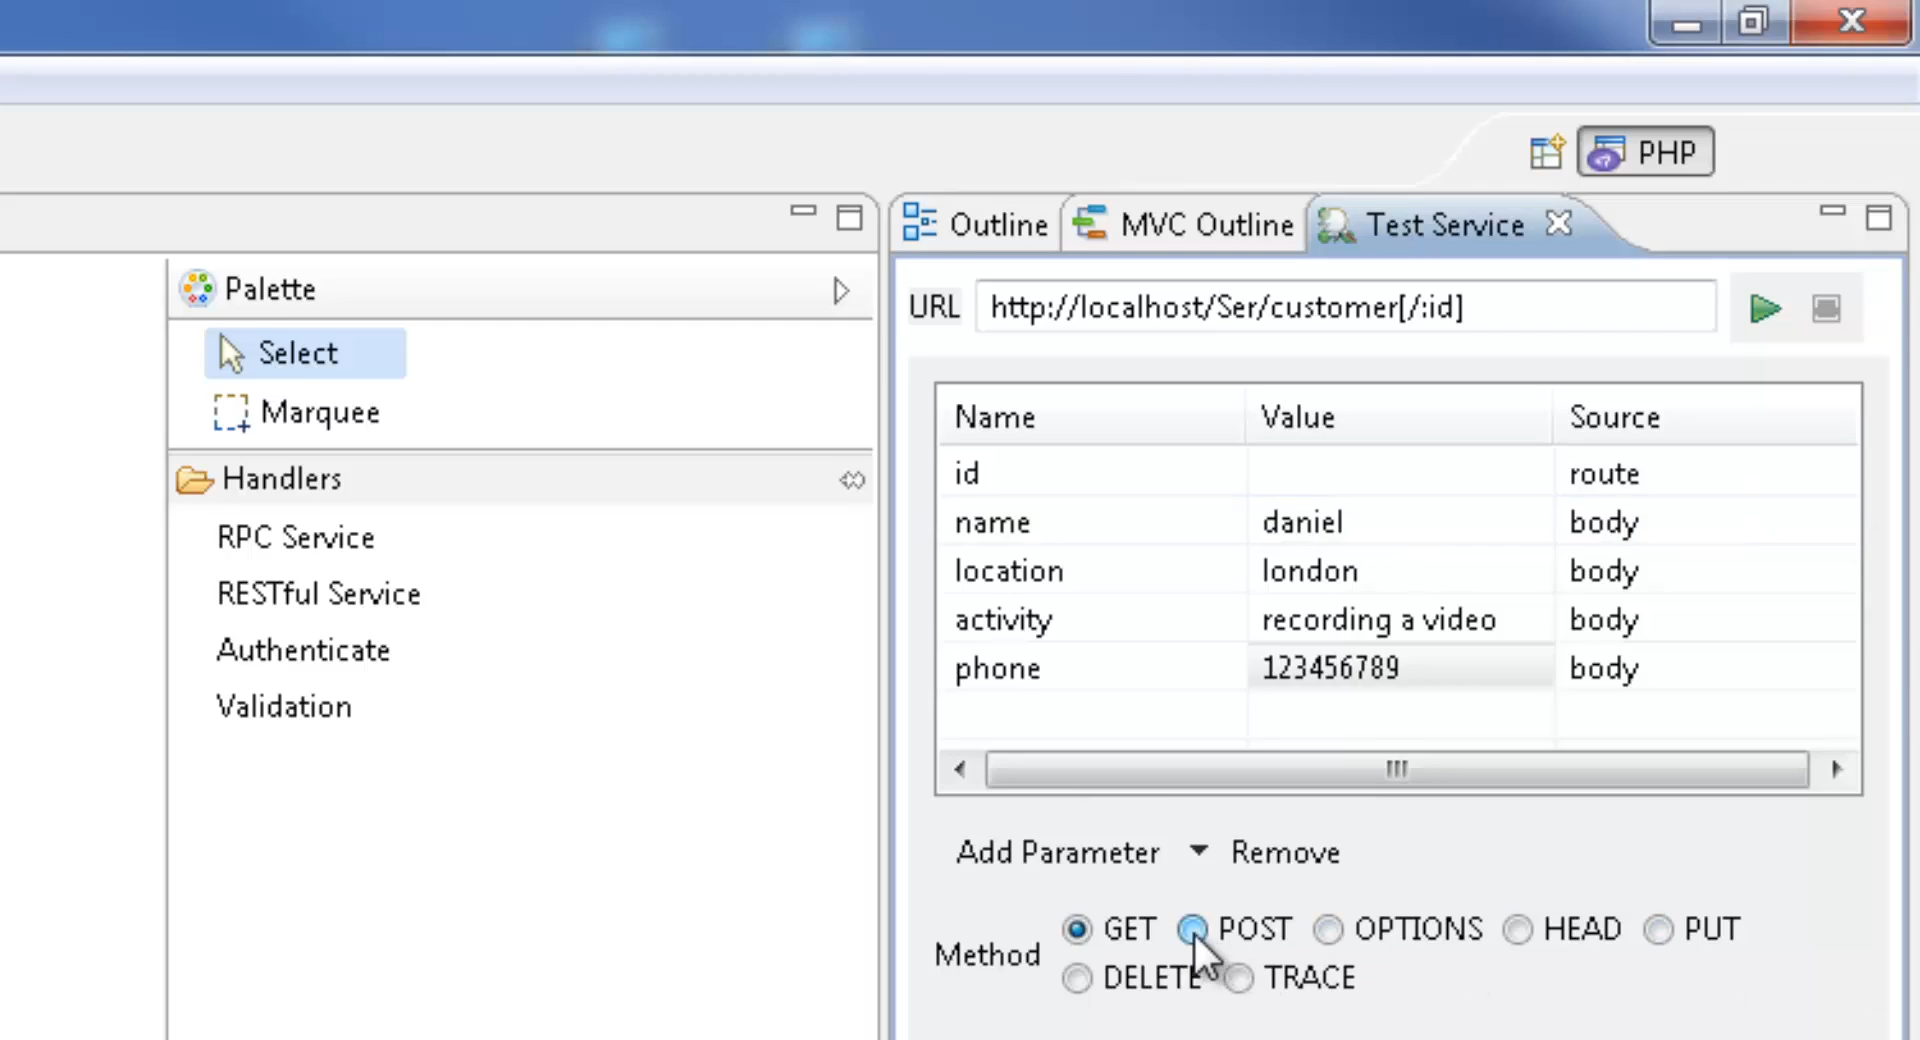 PHP
Outline
MVC Outline
Test Service
Palette
Select
Marquee
Handlers
RPC Service
RESTful Service
Authenticate
Validation
URL http://localhost/Ser/customer[/:id]
Name Value Source
id route
name daniel body
location london body
activity recording a video body
phone 123456789 body
Add Parameter Remove
Method
GET POST OPTIONS HEAD PUT
DELETE TRACE